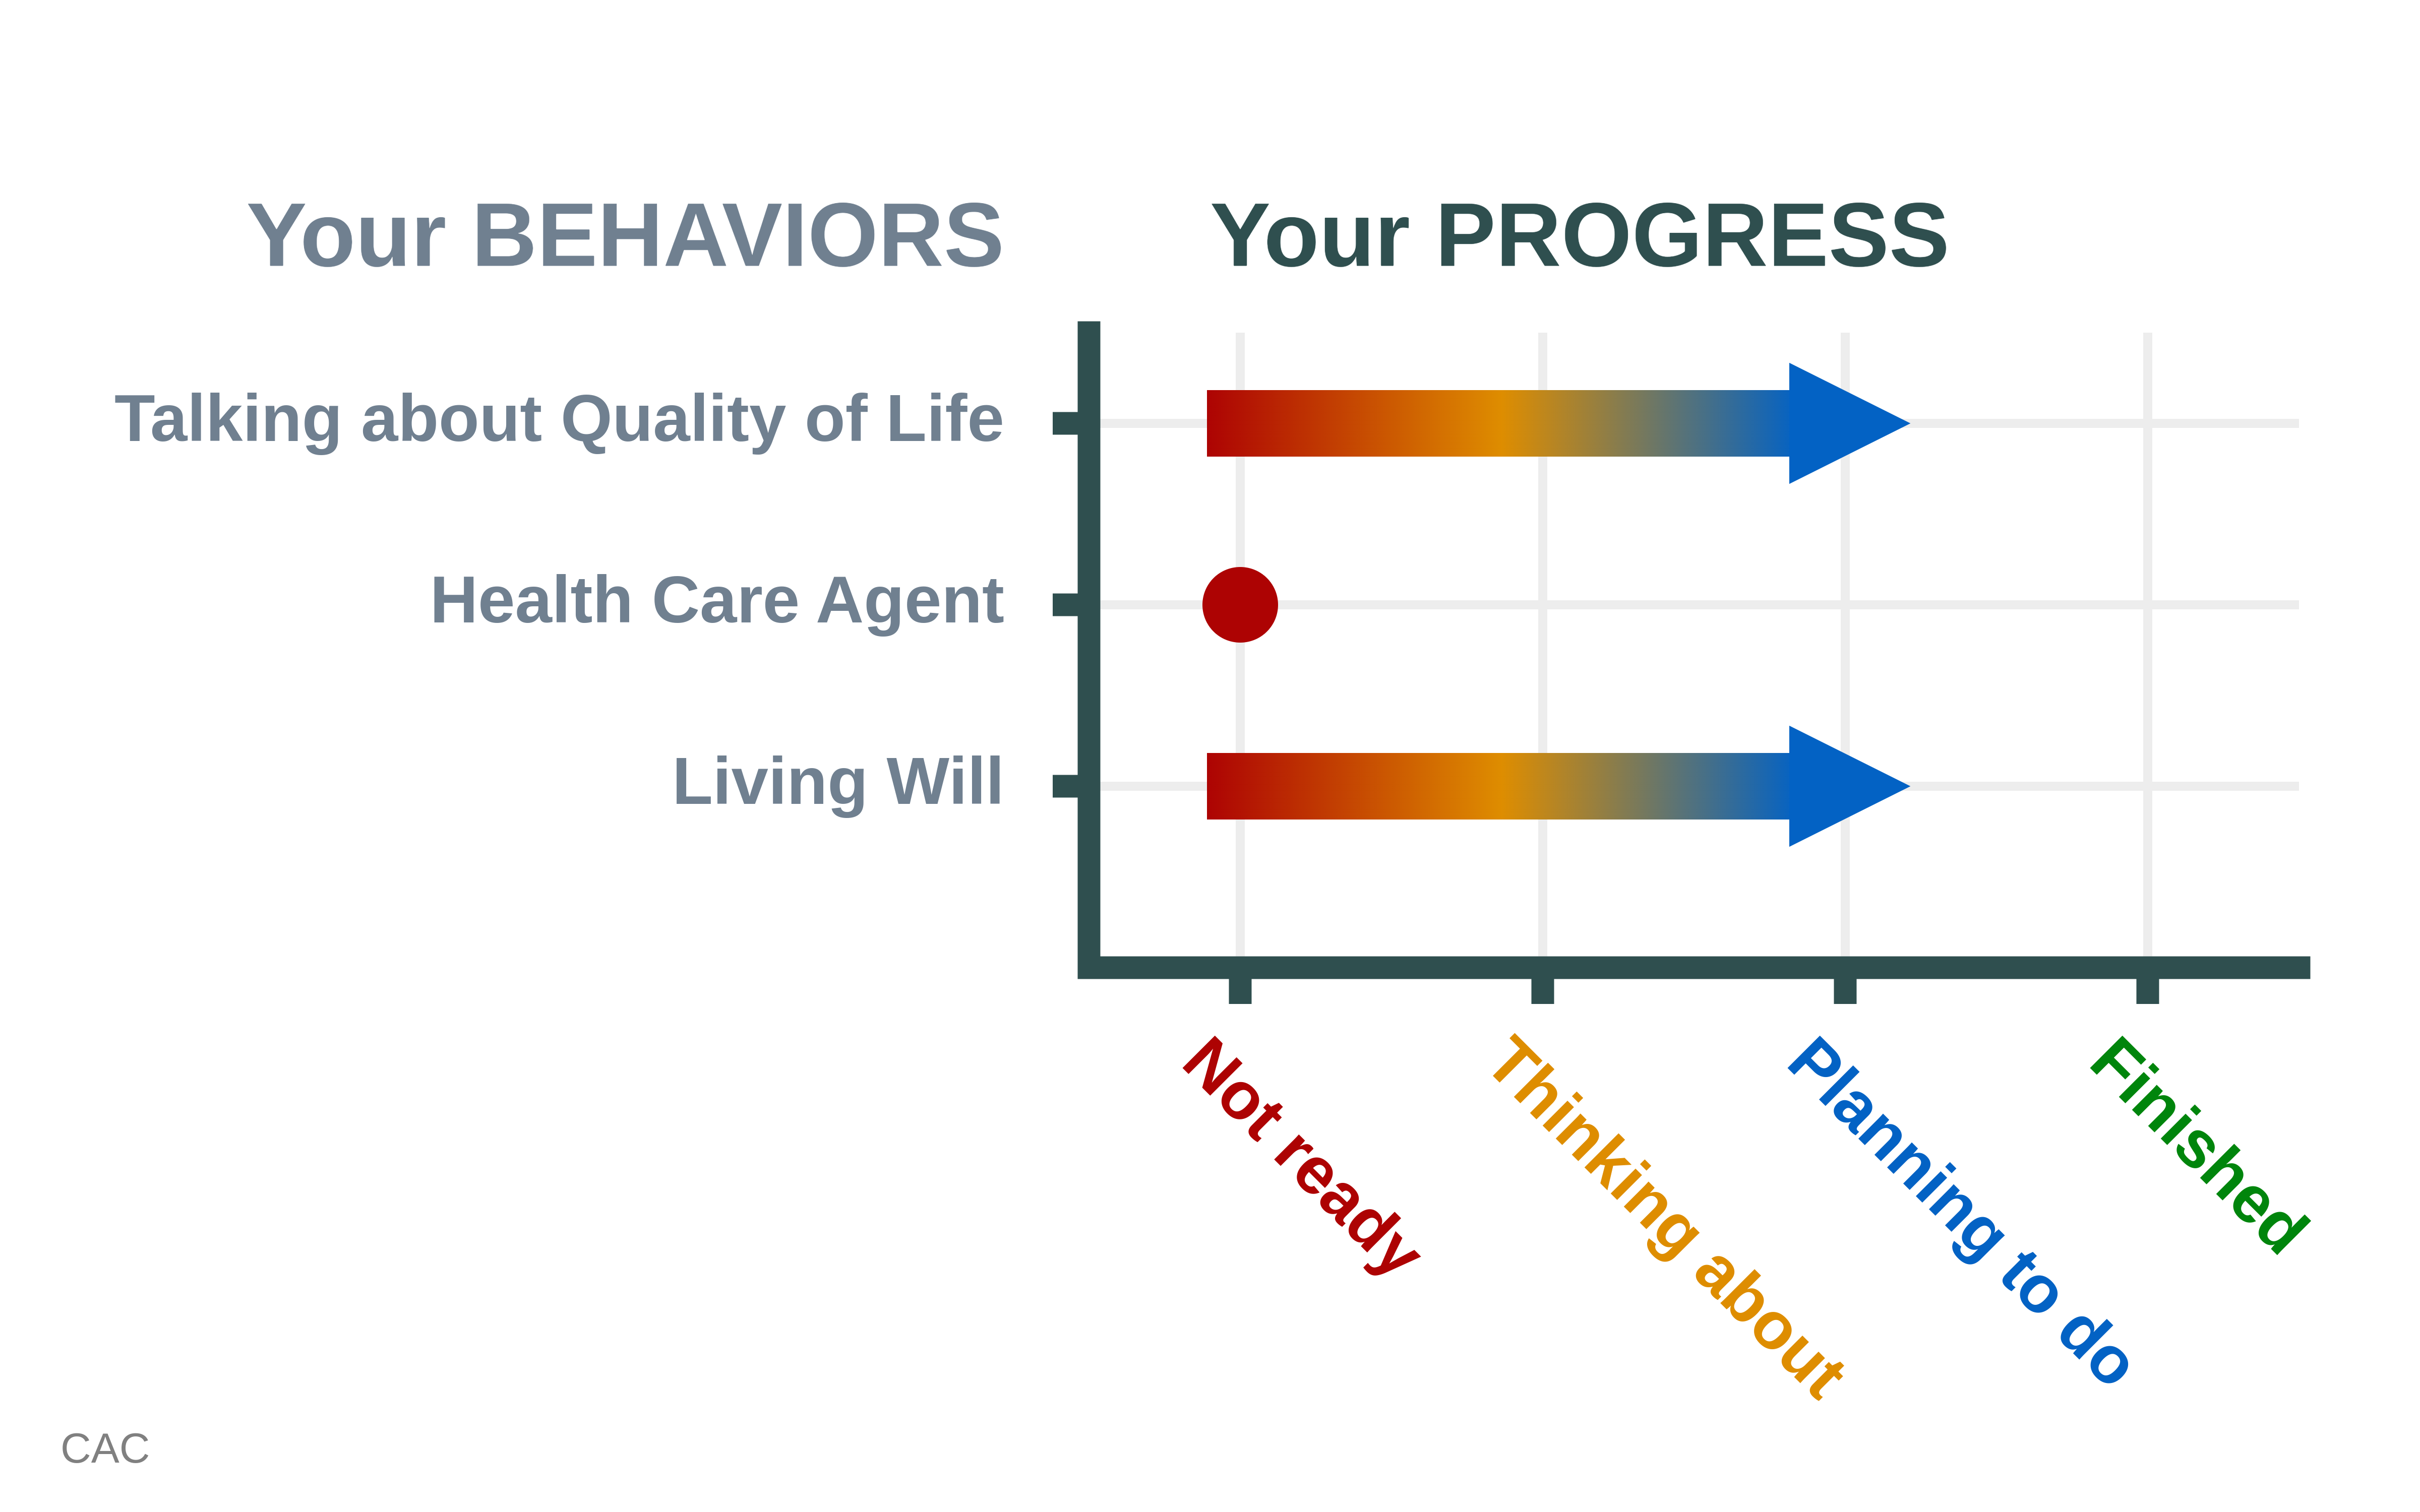 Your BEHAVIORS
Your PROGRESS
Talking about Quality of Life
Health Care Agent
Living Will
Not ready
Thinking about
Planning to do
Finished
CAC